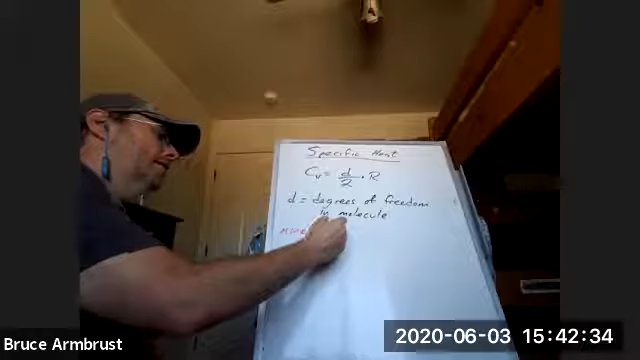 Specific Heat
Cv = d/2 · R
d = degrees of freedom
in molecule
Bruce Armbrust
2020-06-03 15:42:34